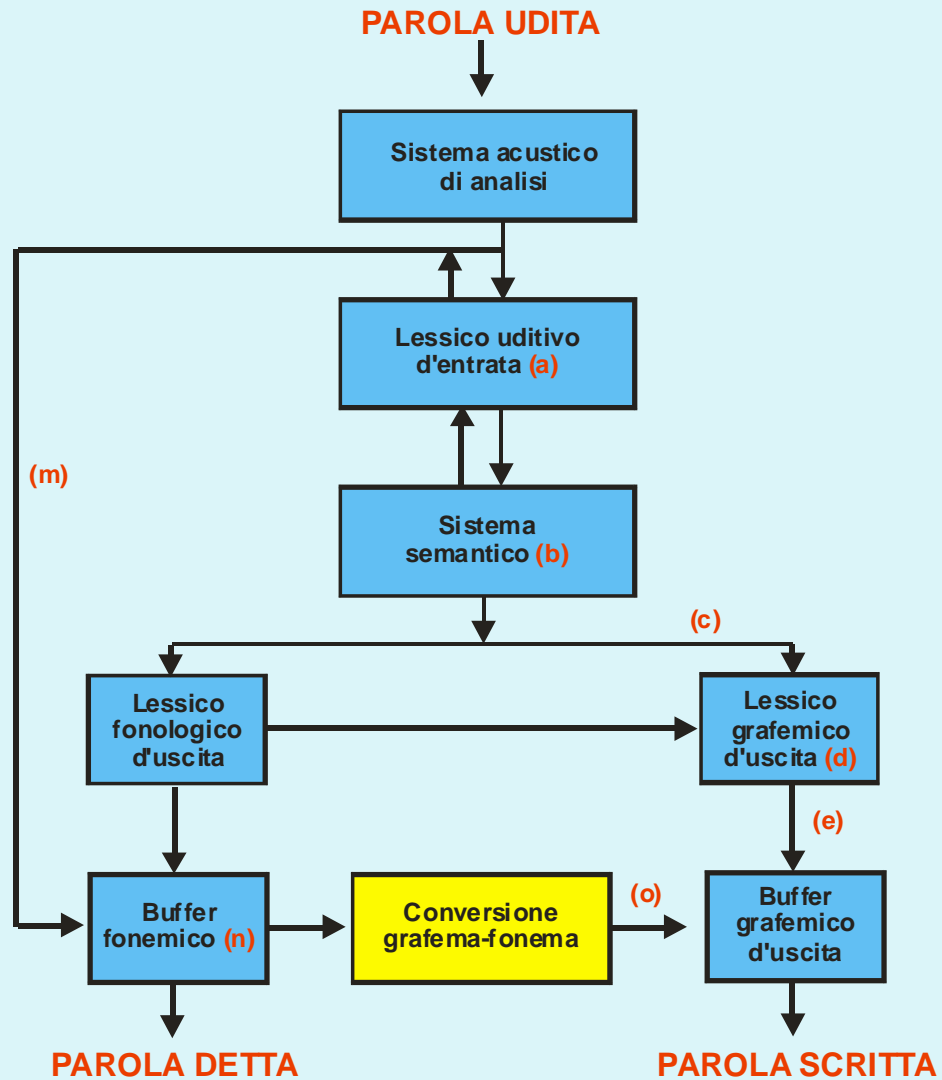 PAROLA UDITA
Sistema acustico
di analisi
Lessico uditivo
d'entrata (a)
(m)
Sistema
semantico (b)
(c)
Lessico
fonologico
d'uscita
Lessico
grafemico
d'uscita (d)
(e)
Buffer
fonemico (n)
Conversione
grafema-fonema
(o)
Buffer
grafemico
d'uscita
PAROLA DETTA
PAROLA SCRITTA